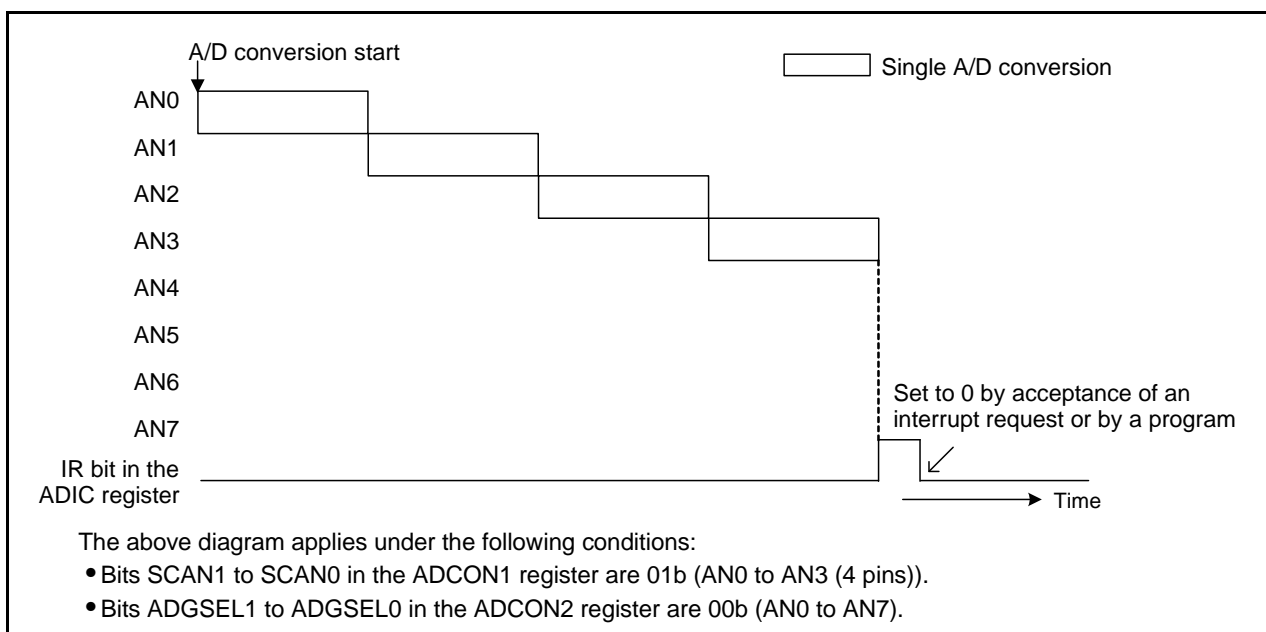 A/D conversion start
Single A/D conversion
AN0
AN1
AN2
AN3
AN4
AN5
AN6
AN7
Set to 0 by acceptance of an
interrupt request or by a program
IR bit in the
ADIC register
Time
The above diagram applies under the following conditions:
• Bits SCAN1 to SCAN0 in the ADCON1 register are 01b (AN0 to AN3 (4 pins)).
• Bits ADGSEL1 to ADGSEL0 in the ADCON2 register are 00b (AN0 to AN7).